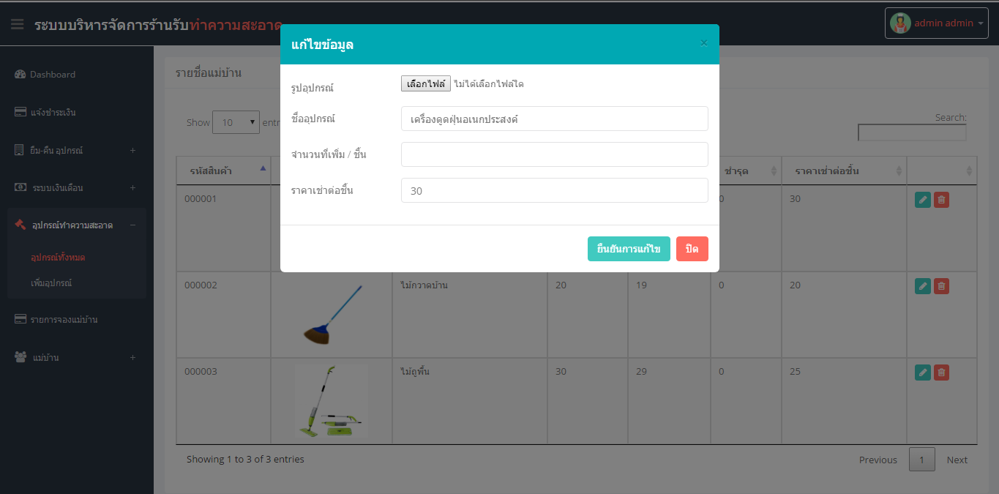 ระบบบริหารจัดการร้านรับทำความสะอาด
admin admin
แก้ไขข้อมูล
×
รูปอุปกรณ์
เลือกไฟล์ ไม่ได้เลือกไฟล์ใด
ชื่ออุปกรณ์
เครื่องดูดฝุ่นอเนกประสงค์
จำนวนที่เพิ่ม / ชิ้น
ราคาเช่าต่อชิ้น
30
ยืนยันการแก้ไข
ปิด
Dashboard
แจ้งชำระเงิน
ยืม-คืน อุปกรณ์ +
ระบบเงินเดือน +
อุปกรณ์ทำความสะอาด −
อุปกรณ์ทั้งหมด
เพิ่มอุปกรณ์
รายการจองแม่บ้าน
แม่บ้าน +
รายชื่อแม่บ้าน
Show 10 entr
Search:
รหัสสินค้า ชำรุด ราคาเช่าต่อชิ้น
000001 0 30
000002 ไม้กวาดบ้าน 20 19 0 20
000003 ไม้ถูพื้น 30 29 0 25
Showing 1 to 3 of 3 entries
Previous 1 Next